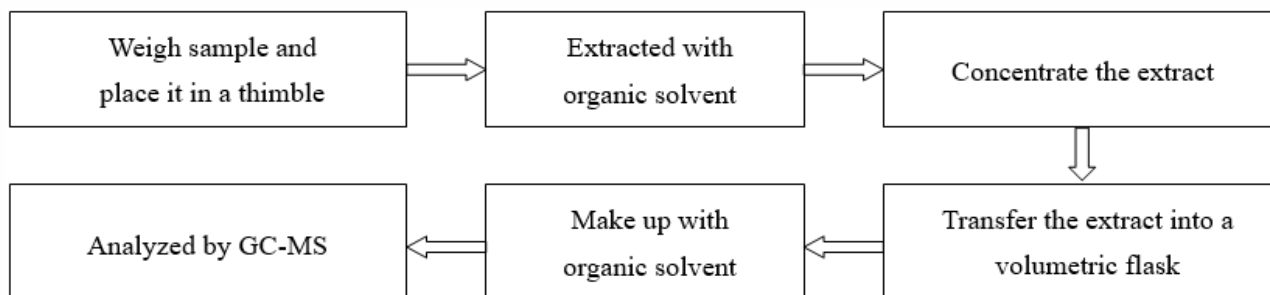 Weigh sample and
place it in a thimble
Extracted with
organic solvent
Concentrate the extract
Transfer the extract into a
volumetric flask
Make up with
organic solvent
Analyzed by GC-MS